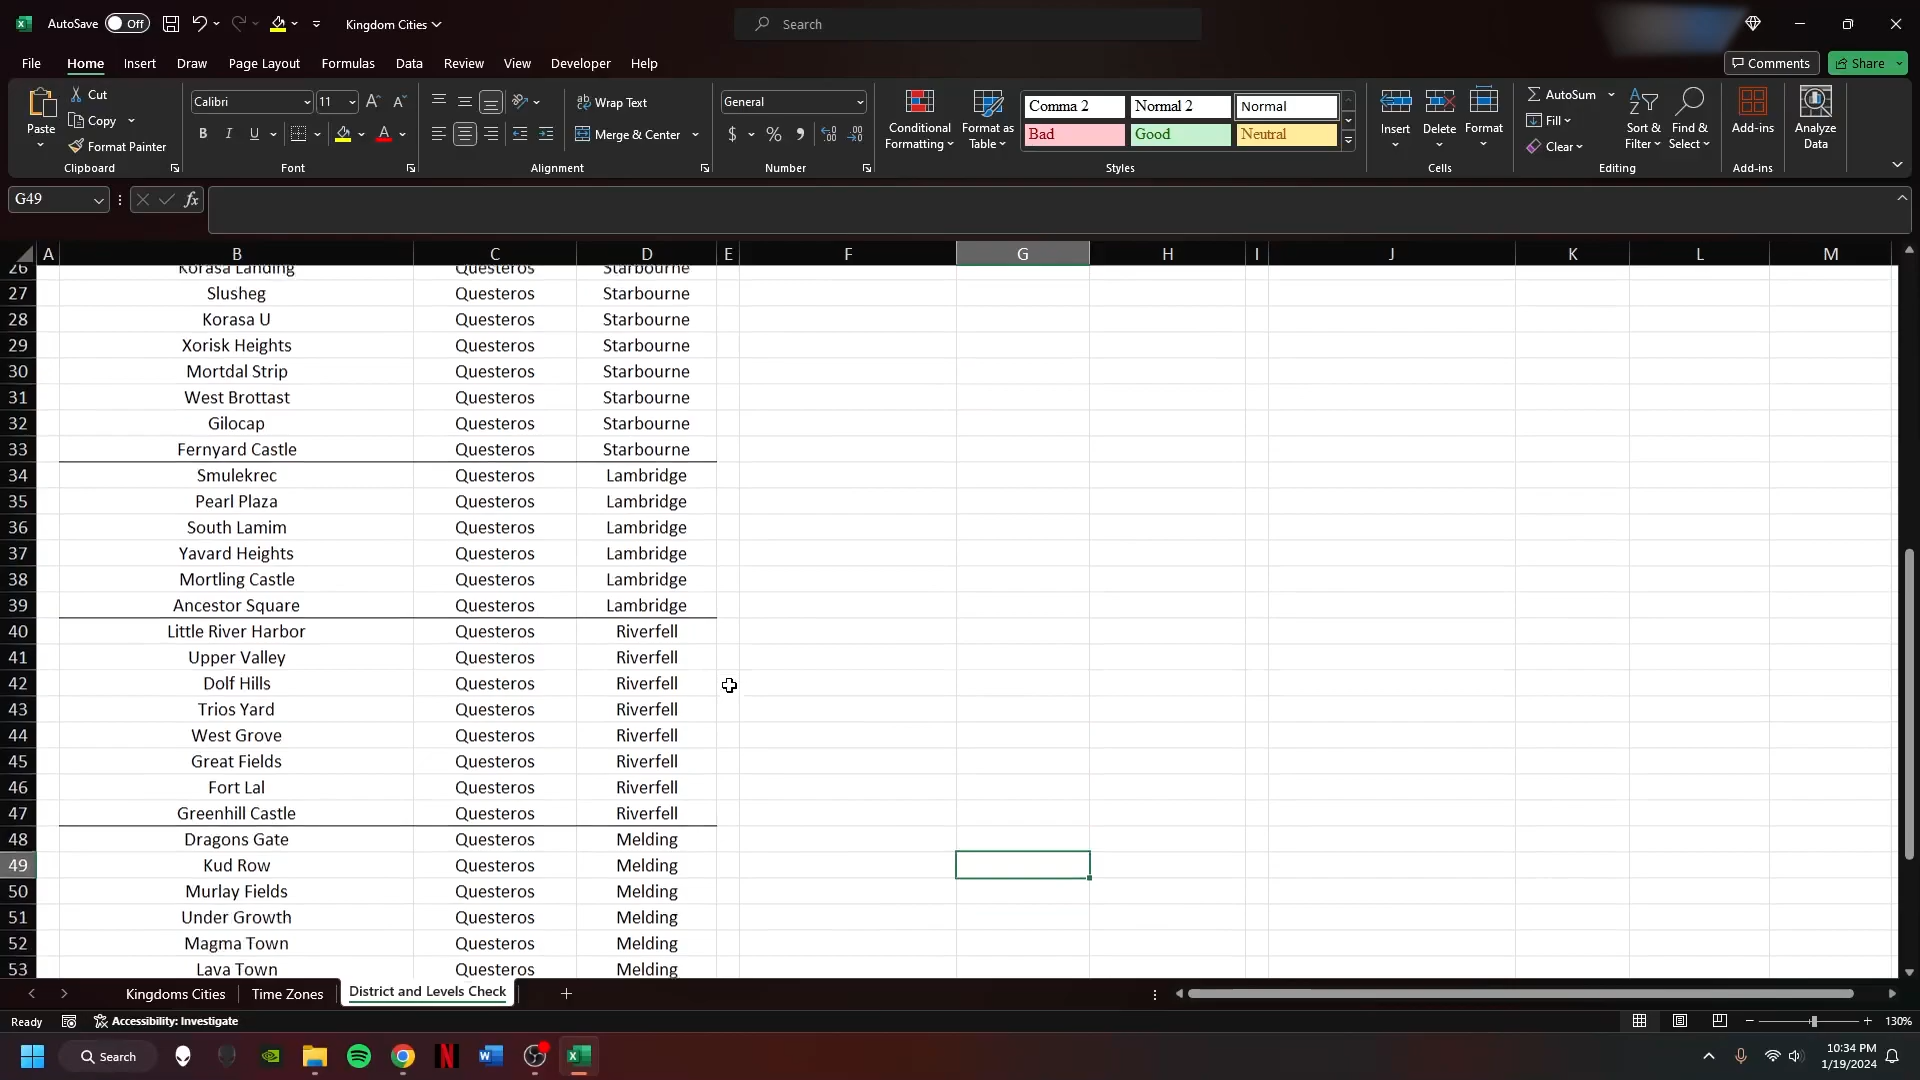 AutoSave Off Kingdom Cities Search
File Home Insert Draw Page Layout Formulas Data Review View Developer Help Comments Share
Paste Cut Copy Format Painter Clipboard
Calibri 11 B I U A Font
Wrap Text Merge & Center Alignment
General $ % Number
Conditional Formatting Format as Table
Comma 2 Normal 2 Normal
Bad Good Neutral
Styles
Insert Delete Format Cells
AutoSum Fill Clear Sort & Filter Find & Select Editing
Add-ins Add-ins
Analyze Data
G49 fx
A B C D E F G H I J K L M
26 Korasa Landing Questeros Starbourne
27 Slusheg Questeros Starbourne
28 Korasa U Questeros Starbourne
29 Xorisk Heights Questeros Starbourne
30 Mortdal Strip Questeros Starbourne
31 West Brottast Questeros Starbourne
32 Gilocap Questeros Starbourne
33 Fernyard Castle Questeros Starbourne
34 Smulekrec Questeros Lambridge
35 Pearl Plaza Questeros Lambridge
36 South Lamim Questeros Lambridge
37 Yavard Heights Questeros Lambridge
38 Mortling Castle Questeros Lambridge
39 Ancestor Square Questeros Lambridge
40 Little River Harbor Questeros Riverfell
41 Upper Valley Questeros Riverfell
42 Dolf Hills Questeros Riverfell
43 Trios Yard Questeros Riverfell
44 West Grove Questeros Riverfell
45 Great Fields Questeros Riverfell
46 Fort Lal Questeros Riverfell
47 Greenhill Castle Questeros Riverfell
48 Dragons Gate Questeros Melding
49 Kud Row Questeros Melding
50 Murlay Fields Questeros Melding
51 Under Growth Questeros Melding
52 Magma Town Questeros Melding
53 Lava Town Questeros Melding
Kingdoms Cities Time Zones District and Levels Check
Ready Accessibility: Investigate 130%
Search 10:34 PM
1/19/2024